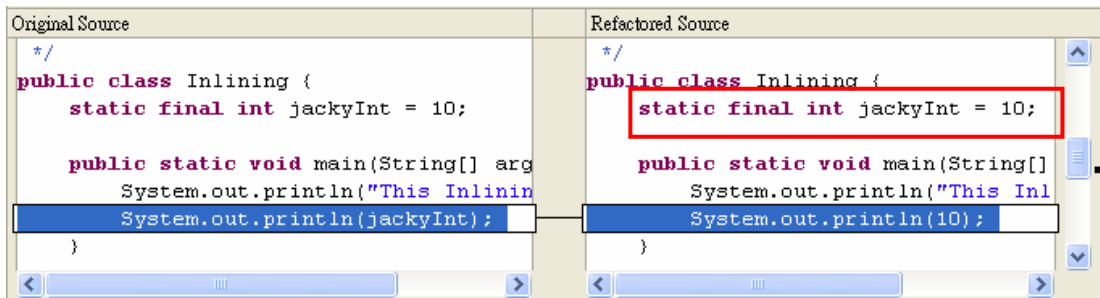 Original Source
*/
public class Inlining {
static final int jackyInt = 10;
public static void main(String[] arg
System.out.println("This Inlinin
System.out.println(jackyInt);
}
Refactored Source
*/
public class Inlining {
static final int jackyInt = 10;
public static void main(String[]
System.out.println("This Inl
System.out.println(10);
}